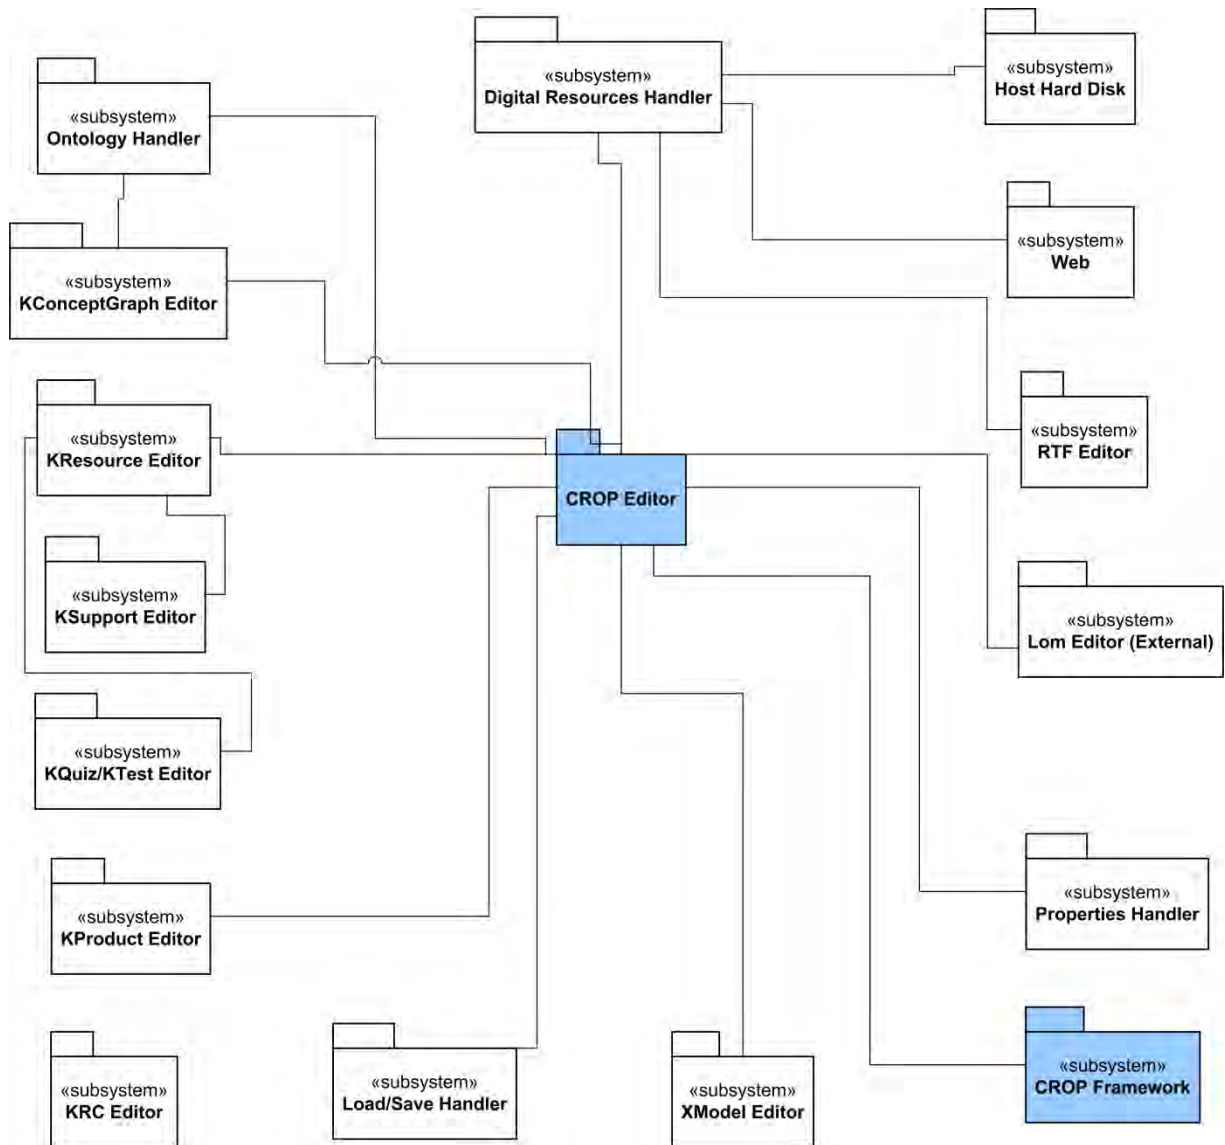 «subsystem»
Digital Resources Handler
«subsystem»
Host Hard Disk
«subsystem»
Ontology Handler
«subsystem»
Web
«subsystem»
KConceptGraph Editor
«subsystem»
RTF Editor
«subsystem»
KResource Editor
CROP Editor
«subsystem»
KSupport Editor
«subsystem»
Lom Editor (External)
«subsystem»
KQuiz/KTest Editor
«subsystem»
Properties Handler
«subsystem»
KProduct Editor
«subsystem»
CROP Framework
«subsystem»
KRC Editor
«subsystem»
Load/Save Handler
«subsystem»
XModel Editor